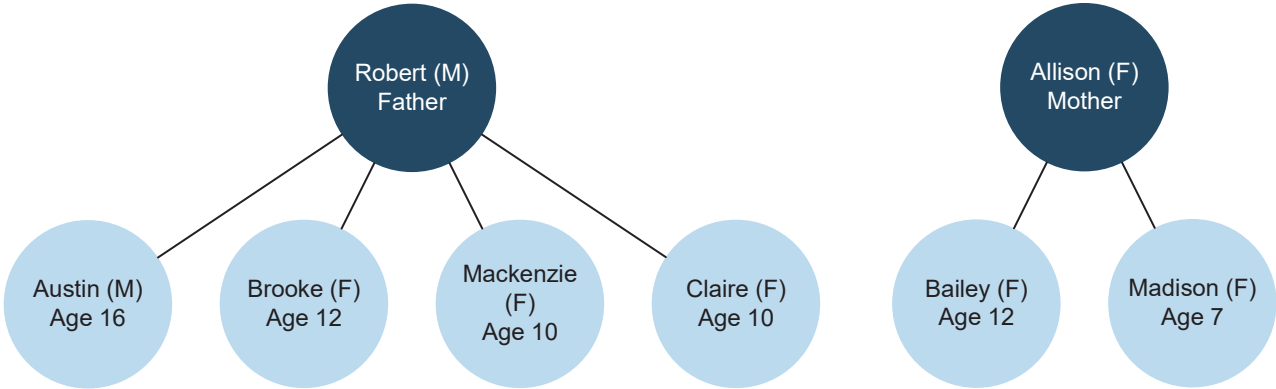 Robert (M)
Father
Allison (F)
Mother
Austin (M)
Age 16
Brooke (F)
Age 12
Mackenzie
(F)
Age 10
Claire (F)
Age 10
Bailey (F)
Age 12
Madison (F)
Age 7